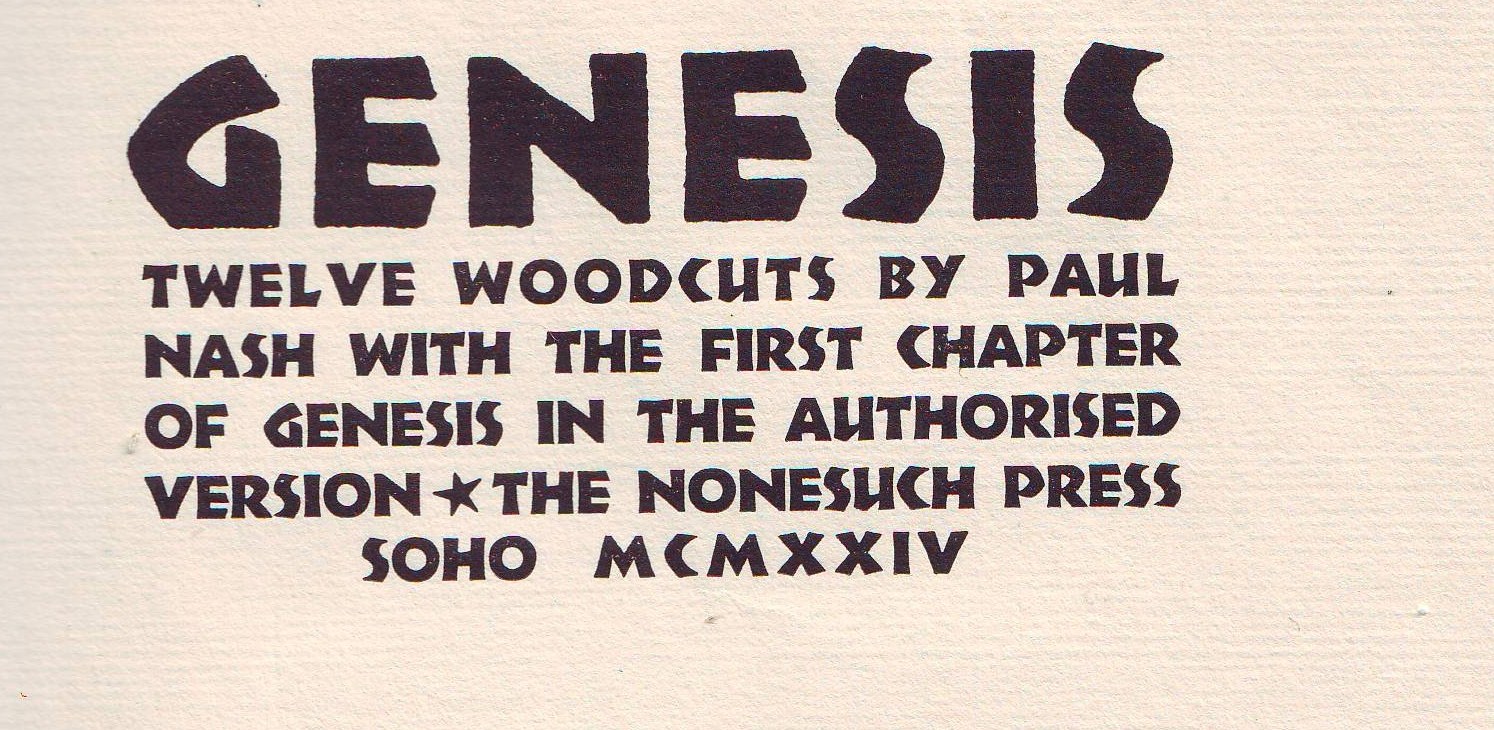 GENESIS
TWELVE WOODCUTS BY PAUL
NASH WITH THE FIRST CHAPTER
OF GENESIS IN THE AUTHORISED
VERSION ★ THE NONESUCH PRESS
SOHO MCMXXIV